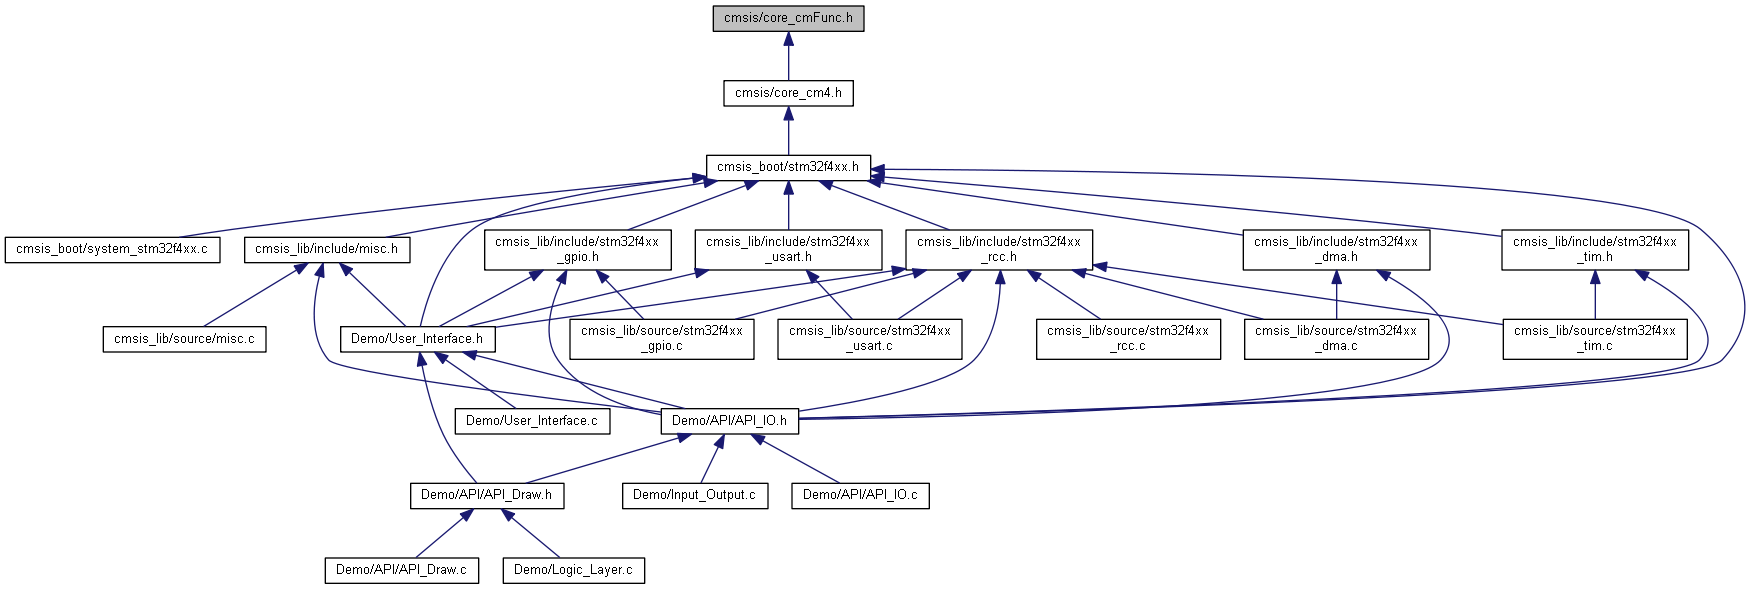 cmsis/core_cmFunc.h
cmsis/core_cm4.h
cmsis_boot/stm32f4xx.h
cmsis_boot/system_stm32f4xx.c
cmsis_lib/include/misc.h
cmsis_lib/include/stm32f4xx
_gpio.h
cmsis_lib/include/stm32f4xx
_usart.h
cmsis_lib/include/stm32f4xx
_rcc.h
cmsis_lib/include/stm32f4xx
_dma.h
cmsis_lib/include/stm32f4xx
_tim.h
cmsis_lib/source/misc.c
Demo/User_Interface.h
cmsis_lib/source/stm32f4xx
_gpio.c
cmsis_lib/source/stm32f4xx
_usart.c
cmsis_lib/source/stm32f4xx
_rcc.c
cmsis_lib/source/stm32f4xx
_dma.c
cmsis_lib/source/stm32f4xx
_tim.c
Demo/User_Interface.c
Demo/API/API_IO.h
Demo/API/API_Draw.h
Demo/Input_Output.c
Demo/API/API_IO.c
Demo/API/API_Draw.c
Demo/Logic_Layer.c